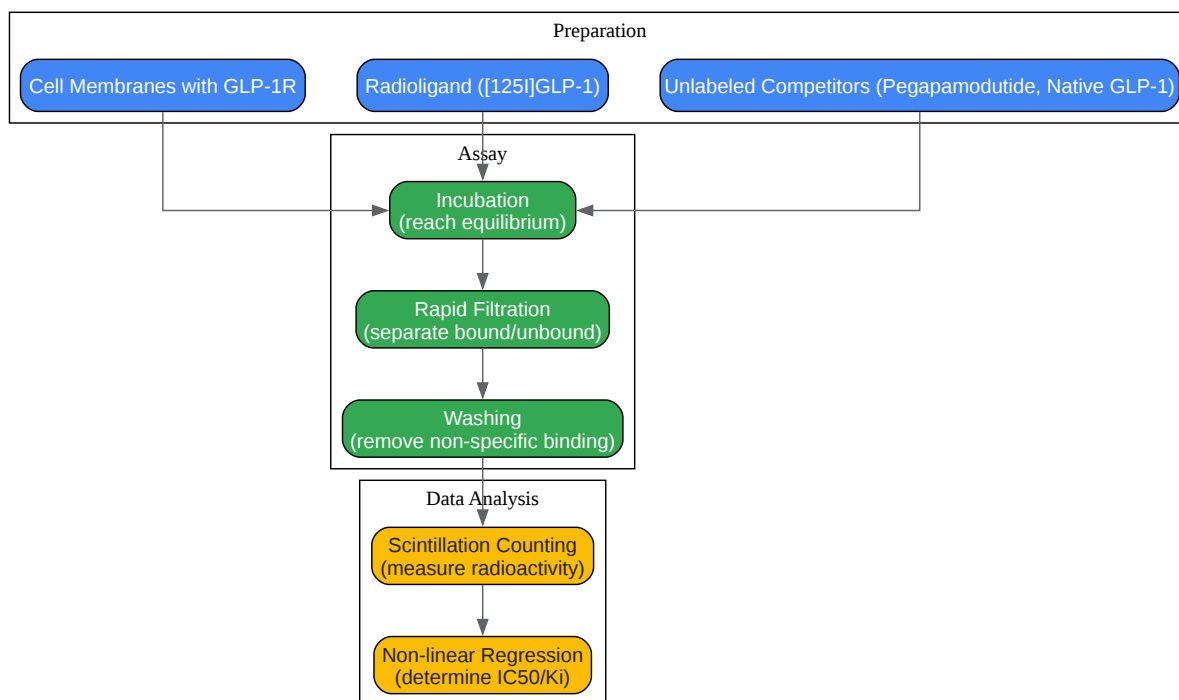 Preparation
Cell Membranes with GLP-1R
Radioligand ([125I]GLP-1)
Unlabeled Competitors (Pegapamodutide, Native GLP-1)
Assay
Incubation
(reach equilibrium)
Rapid Filtration
(separate bound/unbound)
Washing
(remove non-specific binding)
Data Analysis
Scintillation Counting
(measure radioactivity)
Non-linear Regression
(determine IC50/Ki)